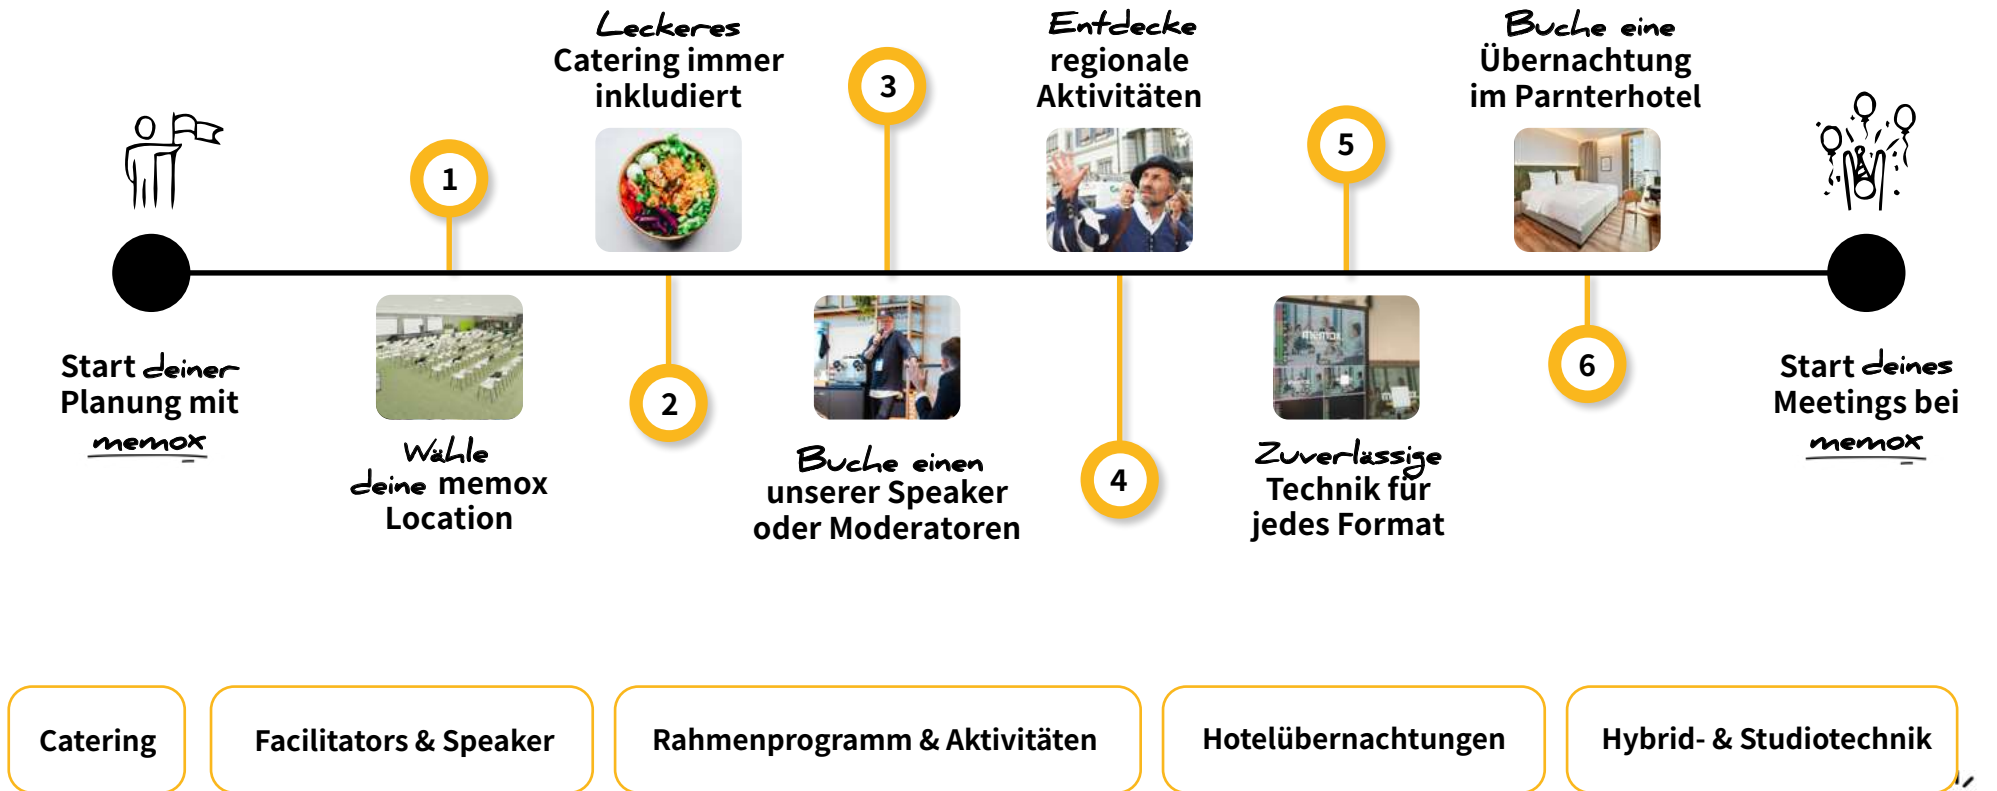 Leckeres
Catering immer
inkludiert
Entdecke
regionale
Aktivitäten
Buche eine
Übernachtung
im Parnterhotel
1
3
5
2
4
6
Start deiner
Planung mit
memox
Wähle
deine memox
Location
Buche einen
unserer Speaker
oder Moderatoren
memox
Zuverlässige
Technik für
jedes Format
Start deines
Meetings bei
memox
Catering
Facilitators & Speaker
Rahmenprogramm & Aktivitäten
Hotelübernachtungen
Hybrid- & Studiotechnik